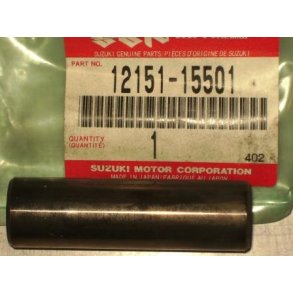 SUZUKI GENUINE PARTS / PIÈCES D'ORIGINE DE SUZUKI
PART NO.
12151-15501
QUANTITY
(QUANTITÉ)
1
402
SUZUKI MOTOR CORPORATION
MADE IN JAPAN/FABRIQUE AU JAPON